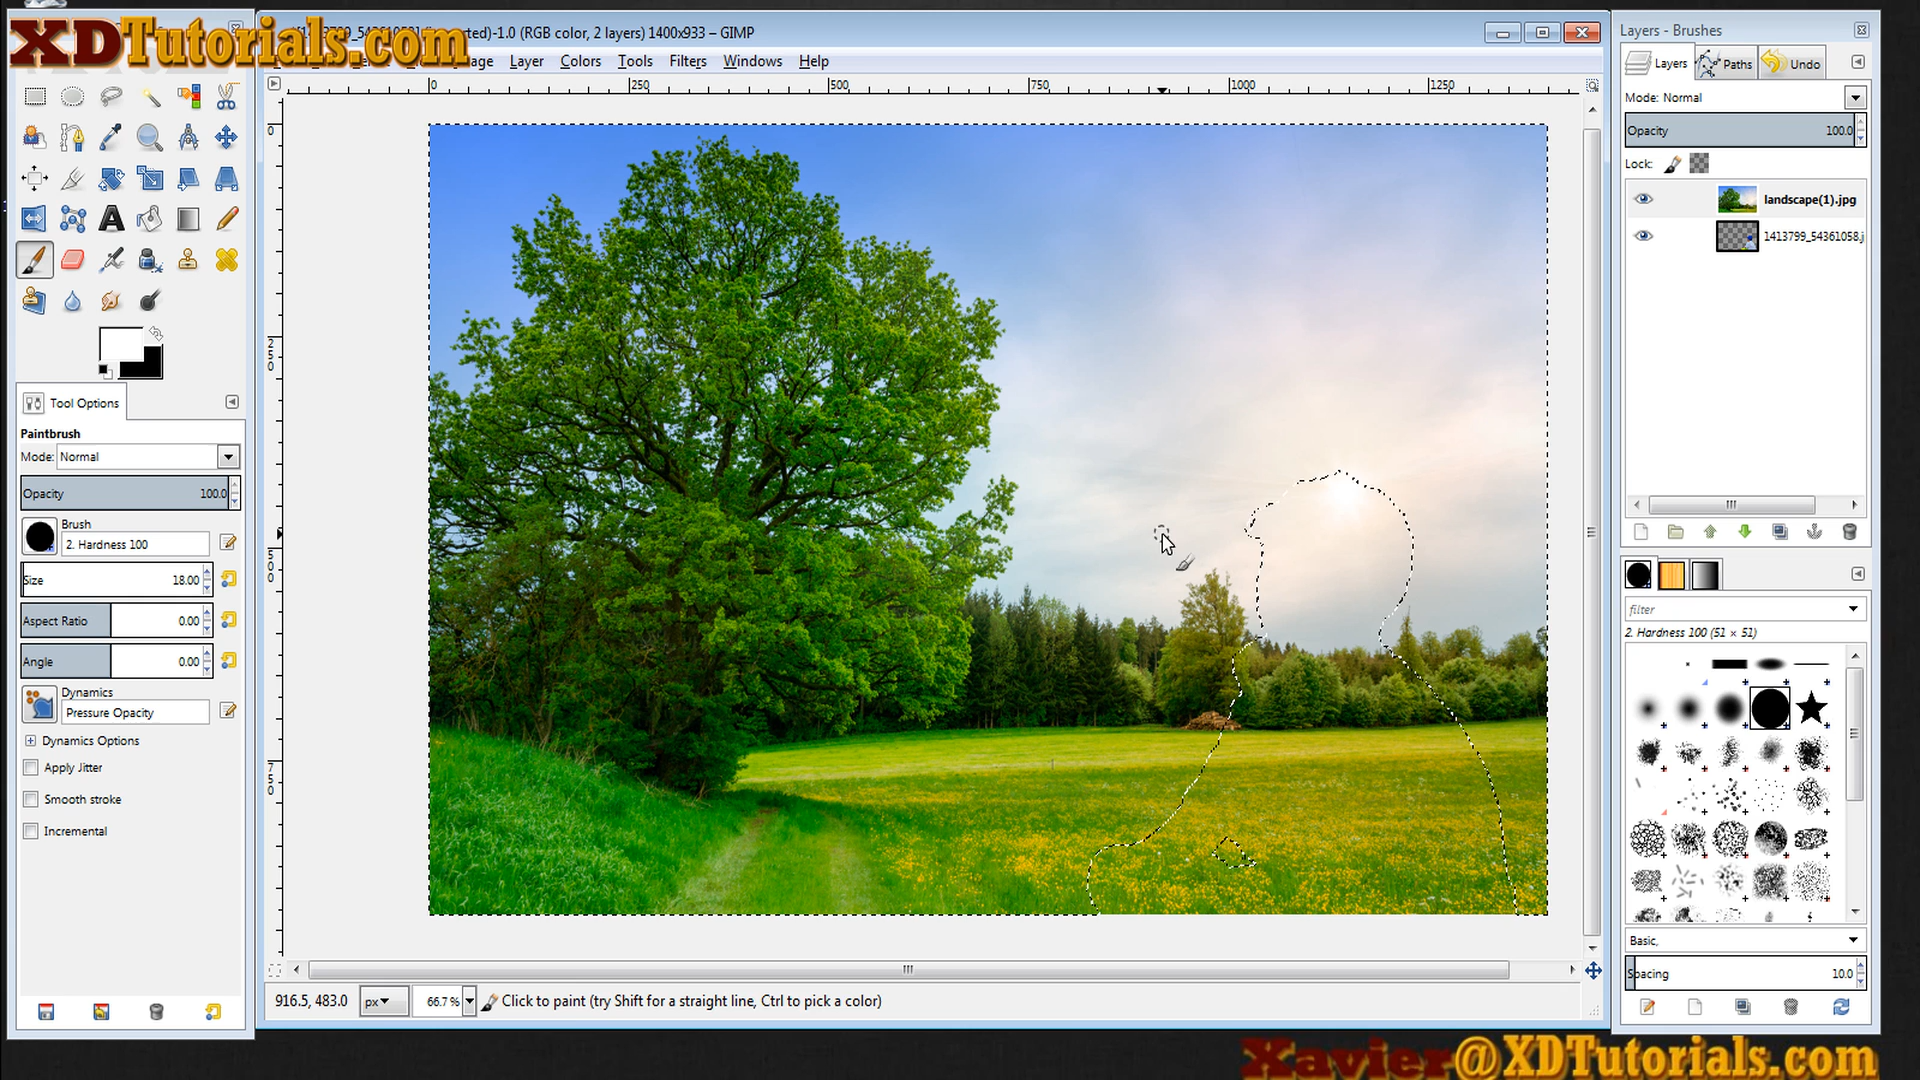 XDTutorials.com
rted)-1.0 (RGB color, 2 layers) 1400x933 – GIMP
Layer Colors Tools Filters Windows Help
0 250 500 750 1000 1250
0
250
500
750
Tool Options
Paintbrush
Mode: Normal
Opacity 100.0
Brush
2. Hardness 100
Size 18.00
Aspect Ratio 0.00
Angle 0.00
Dynamics
Pressure Opacity
Dynamics Options
Apply Jitter
Smooth stroke
Incremental
916.5, 483.0 px 66.7 % Click to paint (try Shift for a straight line, Ctrl to pick a color)
Layers - Brushes
Layers Paths Undo
Mode: Normal
Opacity 100.0
Lock:
landscape(1).jpg
1413799_54361058.j
filter
2. Hardness 100 (51 × 51)
Basic,
Spacing 10.0
Xavier@XDTutorials.com